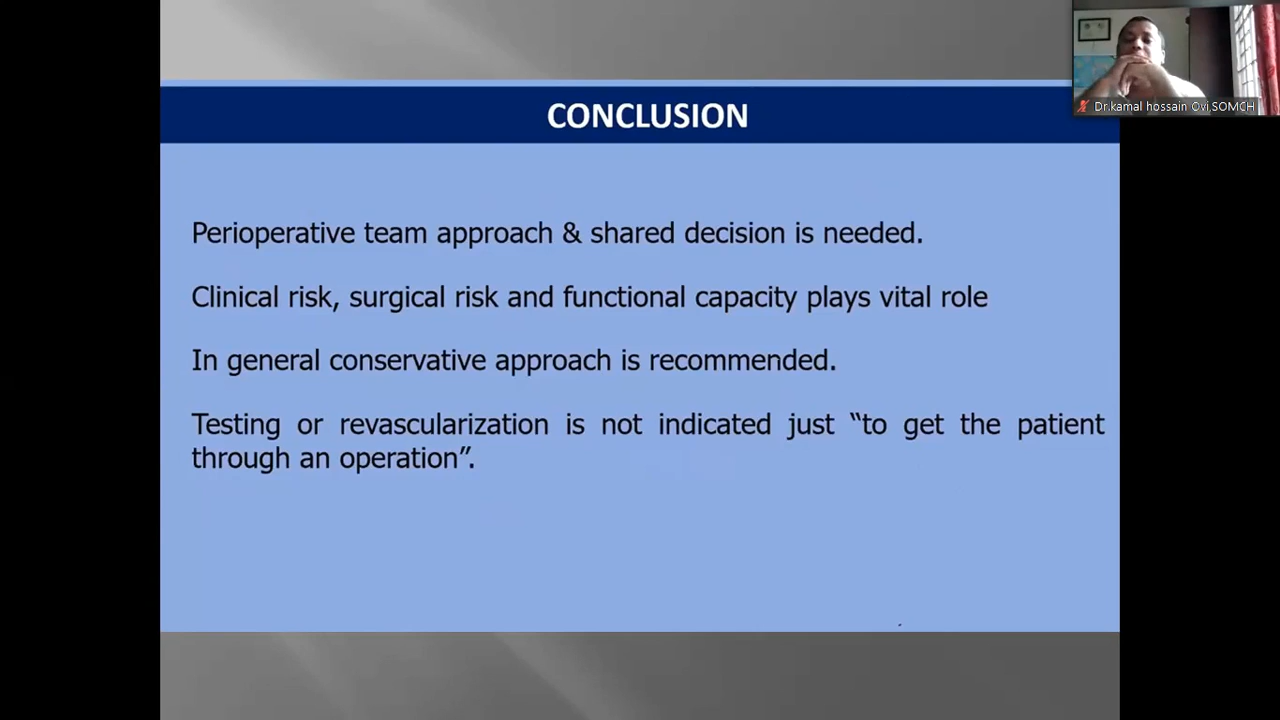 CONCLUSION
Dr.kamal hossain Ovi,SOMCH
Perioperative team approach & shared decision is needed.
Clinical risk, surgical risk and functional capacity plays vital role
In general conservative approach is recommended.
Testing or revascularization is not indicated just “to get the patient
through an operation”.